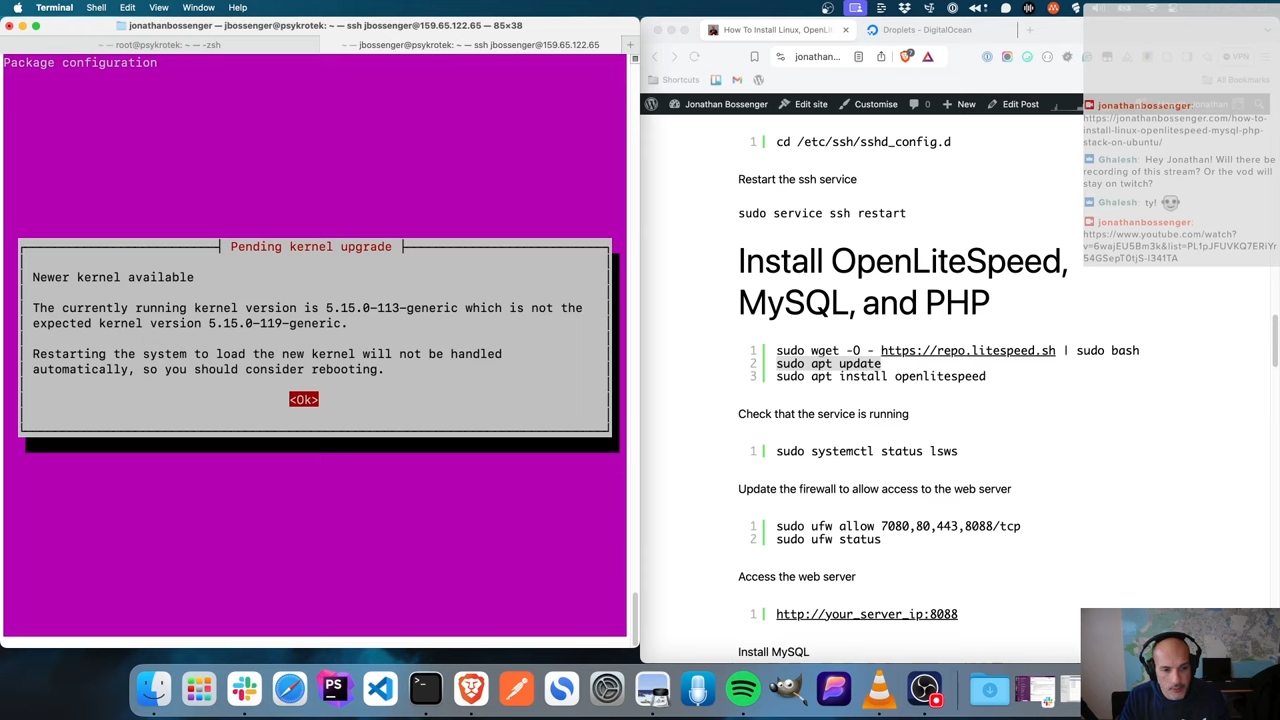 Terminal Shell Edit View Window Help
jonathanbossenger — jbossenger@psykrotek: ~ — ssh jbossenger@159.65.122.65 — 85×38
~ — root@psykrotek: ~ -zsh
~ — jbossenger@psykrotek: ~ — ssh jbossenger@159.65.122.65
Package configuration
Pending kernel upgrade
Newer kernel available
The currently running kernel version is 5.15.0-113-generic which is not the
expected kernel version 5.15.0-119-generic.
Restarting the system to load the new kernel will not be handled
automatically, so you should consider rebooting.
<Ok>
How To Install Linux, OpenLit
Droplets - DigitalOcean
jonathan...
7
VPN
Shortcuts
All Bookmarks
Jonathan Bossenger Edit site Customise 0 New Edit Post
1 cd /etc/ssh/sshd_config.d
Restart the ssh service
sudo service ssh restart
Install OpenLiteSpeed,
MySQL, and PHP
1 sudo wget -O - https://repo.litespeed.sh | sudo bash
2 sudo apt update
3 sudo apt install openlitespeed
Check that the service is running
1 sudo systemctl status lsws
Update the firewall to allow access to the web server
1 sudo ufw allow 7080,80,443,8088/tcp
2 sudo ufw status
Access the web server
1 http://your_server_ip:8088
Install MySQL
jonathanbossenger:
https://jonathanbossenger.com/how-to-
install-linux-openlitespeed-mysql-php-
stack-on-ubuntu/
Ghalesh: Hey Jonathan! Will there be
recording of this stream? Or the vod will
stay on twitch?
Ghalesh: ty!
jonathanbossenger:
https://www.youtube.com/watch?
v=6wajEU5Bm3k&list=PL1pJFUVKQ7ERiYr
54GSepT0tjS-l341TA
PS